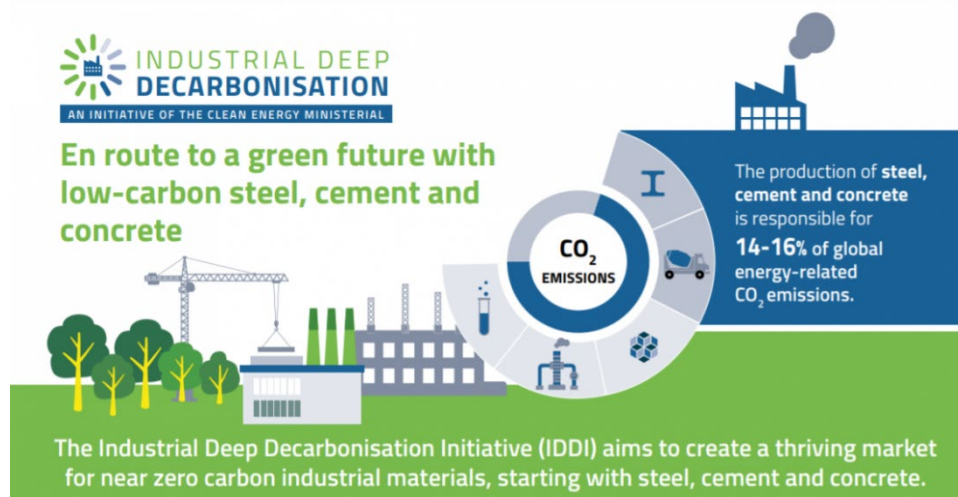 INDUSTRIAL DEEP
DECARBONISATION
AN INITIATIVE OF THE CLEAN ENERGY MINISTERIAL
En route to a green future with
low-carbon steel, cement and
concrete
CO₂
EMISSIONS
The production of steel,
cement and concrete
is responsible for
14-16% of global
energy-related
CO₂ emissions.
The Industrial Deep Decarbonisation Initiative (IDDI) aims to create a thriving market
for near zero carbon industrial materials, starting with steel, cement and concrete.